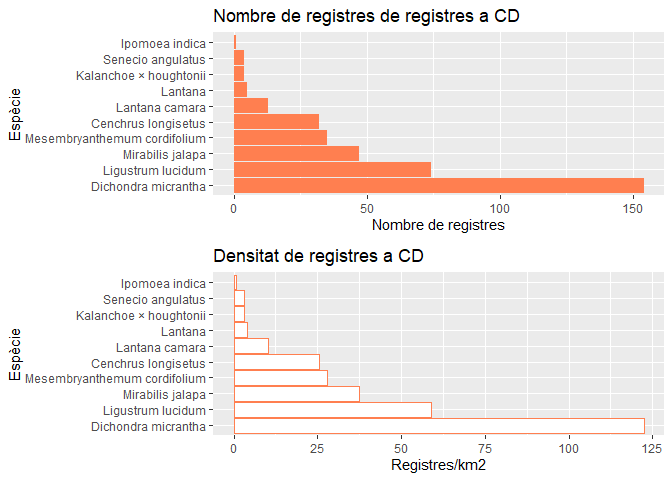 Nombre de registres de registres a CD
Espècie
Ipomoea indica
Senecio angulatus
Kalanchoe × houghtonii
Lantana
Lantana camara
Cenchrus longisetus
Mesembryanthemum cordifolium
Mirabilis jalapa
Ligustrum lucidum
Dichondra micrantha
0 50 100 150
Nombre de registres
Densitat de registres a CD
Espècie
Ipomoea indica
Senecio angulatus
Kalanchoe × houghtonii
Lantana
Lantana camara
Cenchrus longisetus
Mesembryanthemum cordifolium
Mirabilis jalapa
Ligustrum lucidum
Dichondra micrantha
0 25 50 75 100 125
Registres/km2